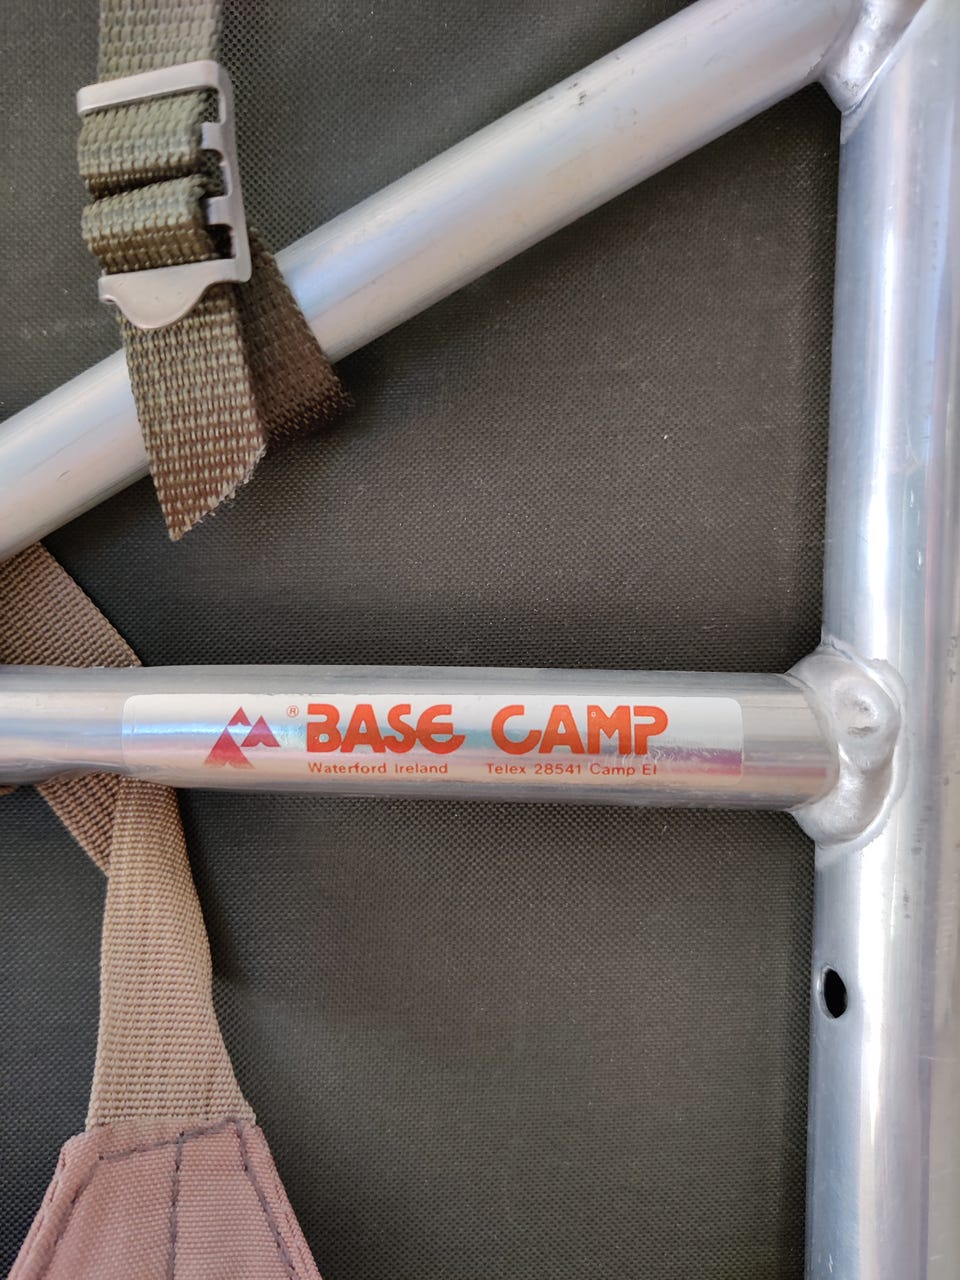 ® BASE CAMP
Waterford Ireland Telex 28541 Camp EI